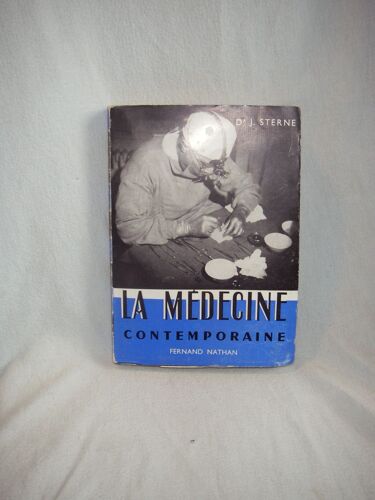 Dr J. STERNE
LA MÉDECINE
CONTEMPORAINE
FERNAND NATHAN